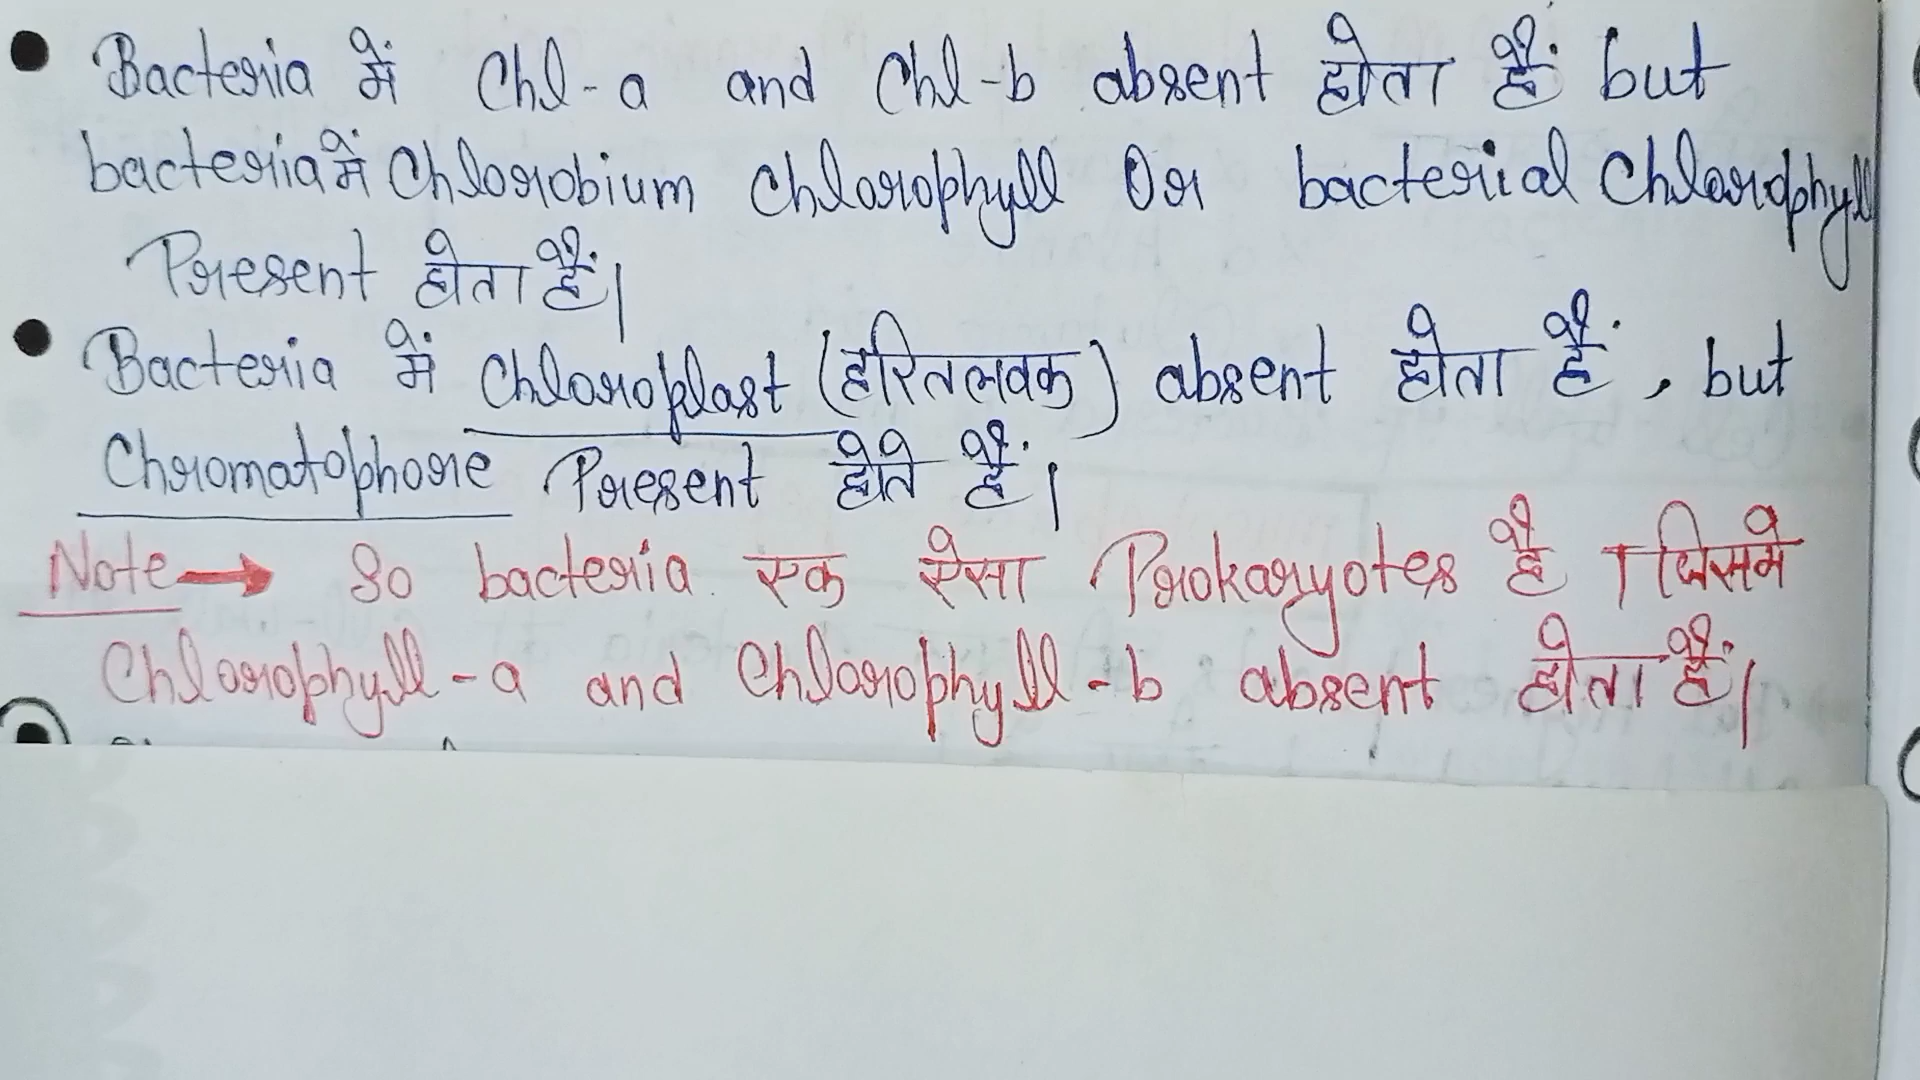 • Bacteria में Chl-a and Chl-b absent होता हैं but
bacteria में Chlorobium Chlorophyll Or bacterial Chlorophyll
Present होता हैं।
• Bacteria में Chloroplast (हरितलवक) absent होता हैं, but
Chromatophore Present होते हैं।
Note → So bacteria एक ऐसा Prokaryotes है । जिसमे
Chlorophyll-a and Chlorophyll-b absent होता हैं।